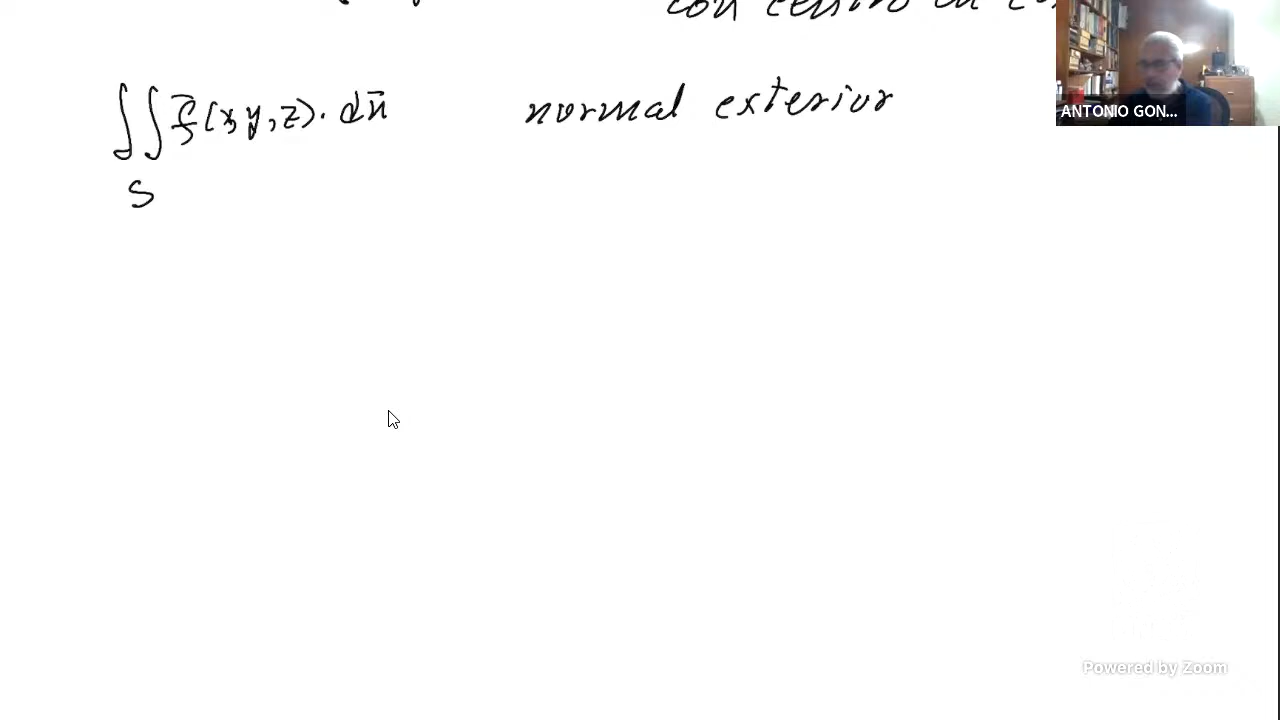 con centro en
∬ f̄(x,y,z)· dn̄ normal exterior
S
ANTONIO GON...
Powered by Zoom